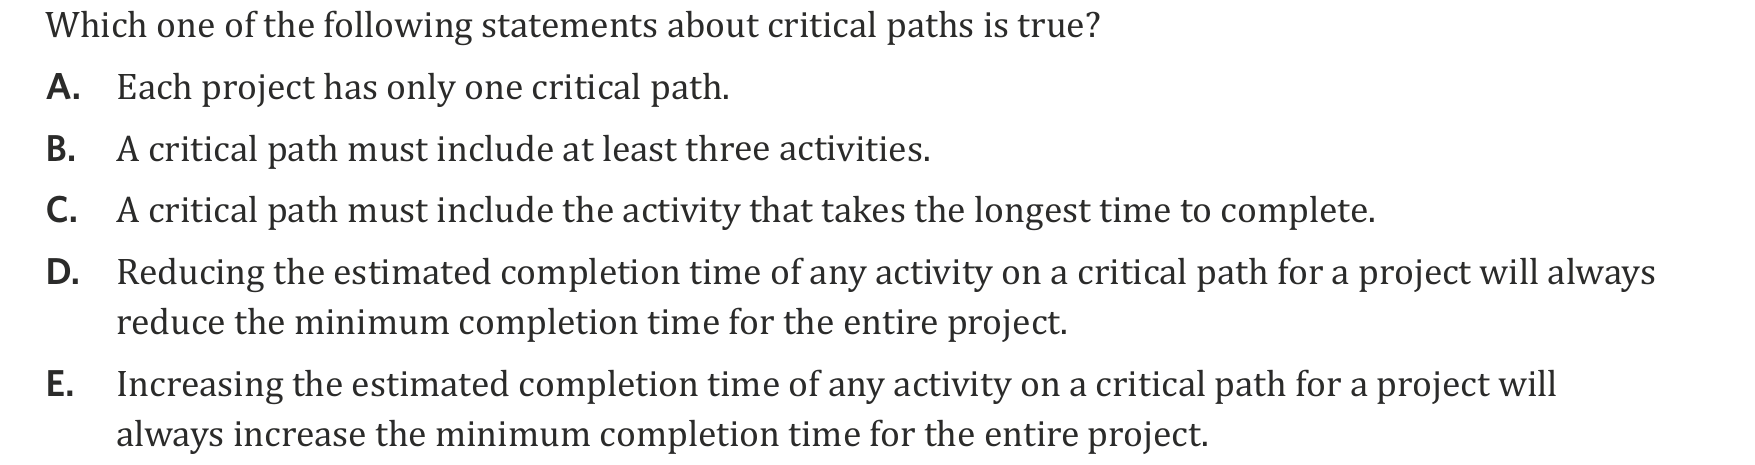 Which one of the following statements about critical paths is true?
A. Each project has only one critical path.
B. A critical path must include at least three activities.
C. A critical path must include the activity that takes the longest time to complete.
D. Reducing the estimated completion time of any activity on a critical path for a project will always
reduce the minimum completion time for the entire project.
E. Increasing the estimated completion time of any activity on a critical path for a project will
always increase the minimum completion time for the entire project.